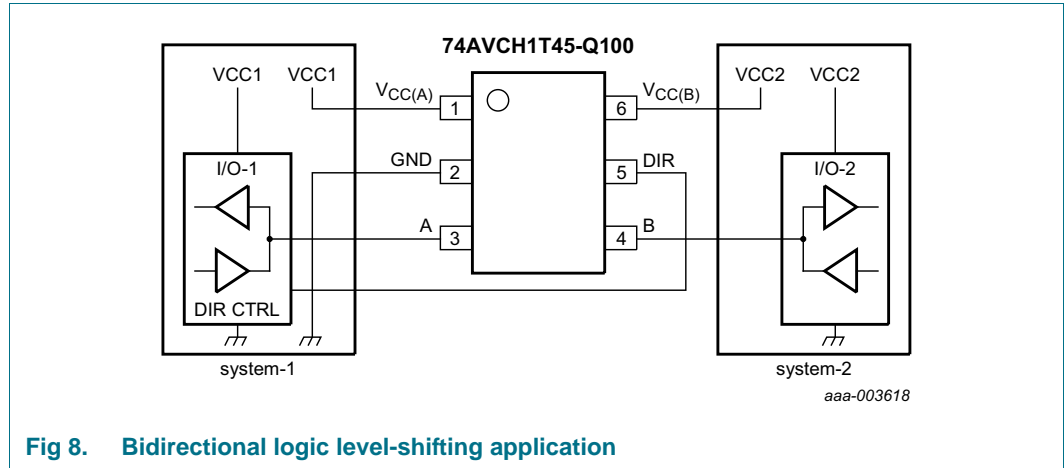 74AVCH1T45-Q100
VCC1 VCC1
VCC(A)
1
6
VCC(B)
VCC2 VCC2
I/O-1
GND
2
5
DIR
I/O-2
A
3
4
B
DIR CTRL
system-1
system-2
aaa-003618
Fig 8. Bidirectional logic level-shifting application